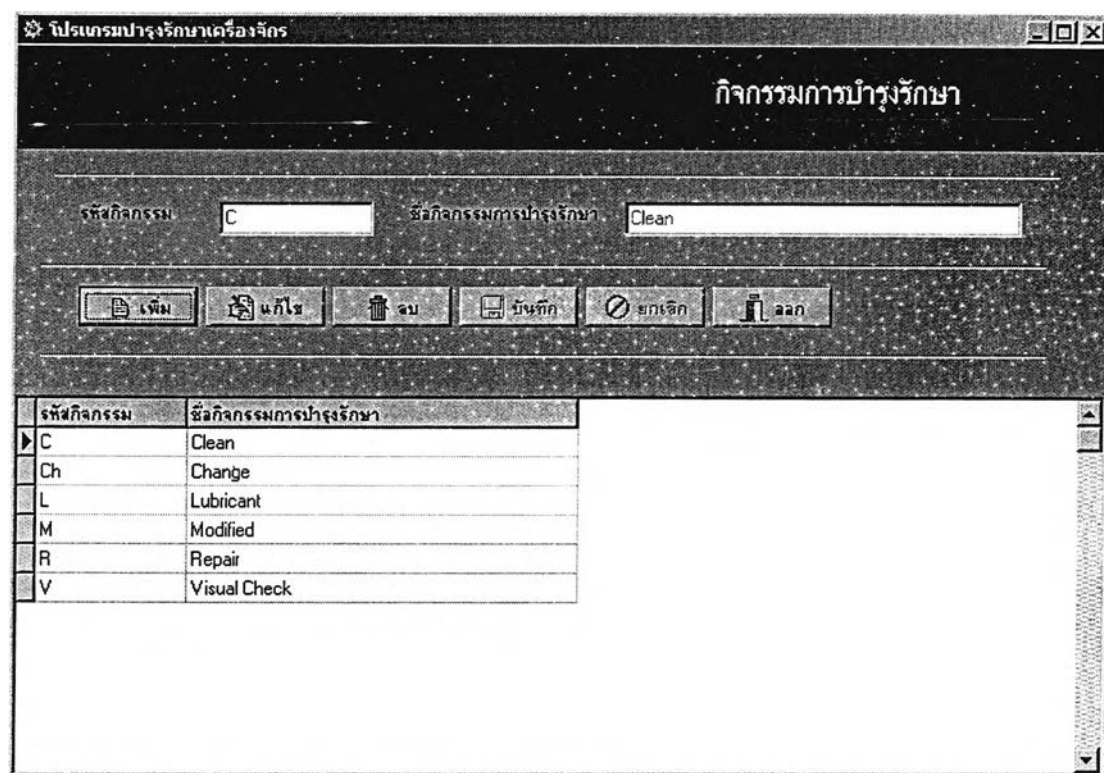 โปรแกรมบำรุงรักษาเครื่องจักร
กิจกรรมการบำรุงรักษา
รหัสกิจกรรม C ชื่อกิจกรรมการบำรุงรักษา Clean
เพิ่ม แก้ไข ลบ บันทึก ยกเลิก ออก
รหัสกิจกรรม ชื่อกิจกรรมการบำรุงรักษา
C Clean
Ch Change
L Lubricant
M Modified
R Repair
V Visual Check